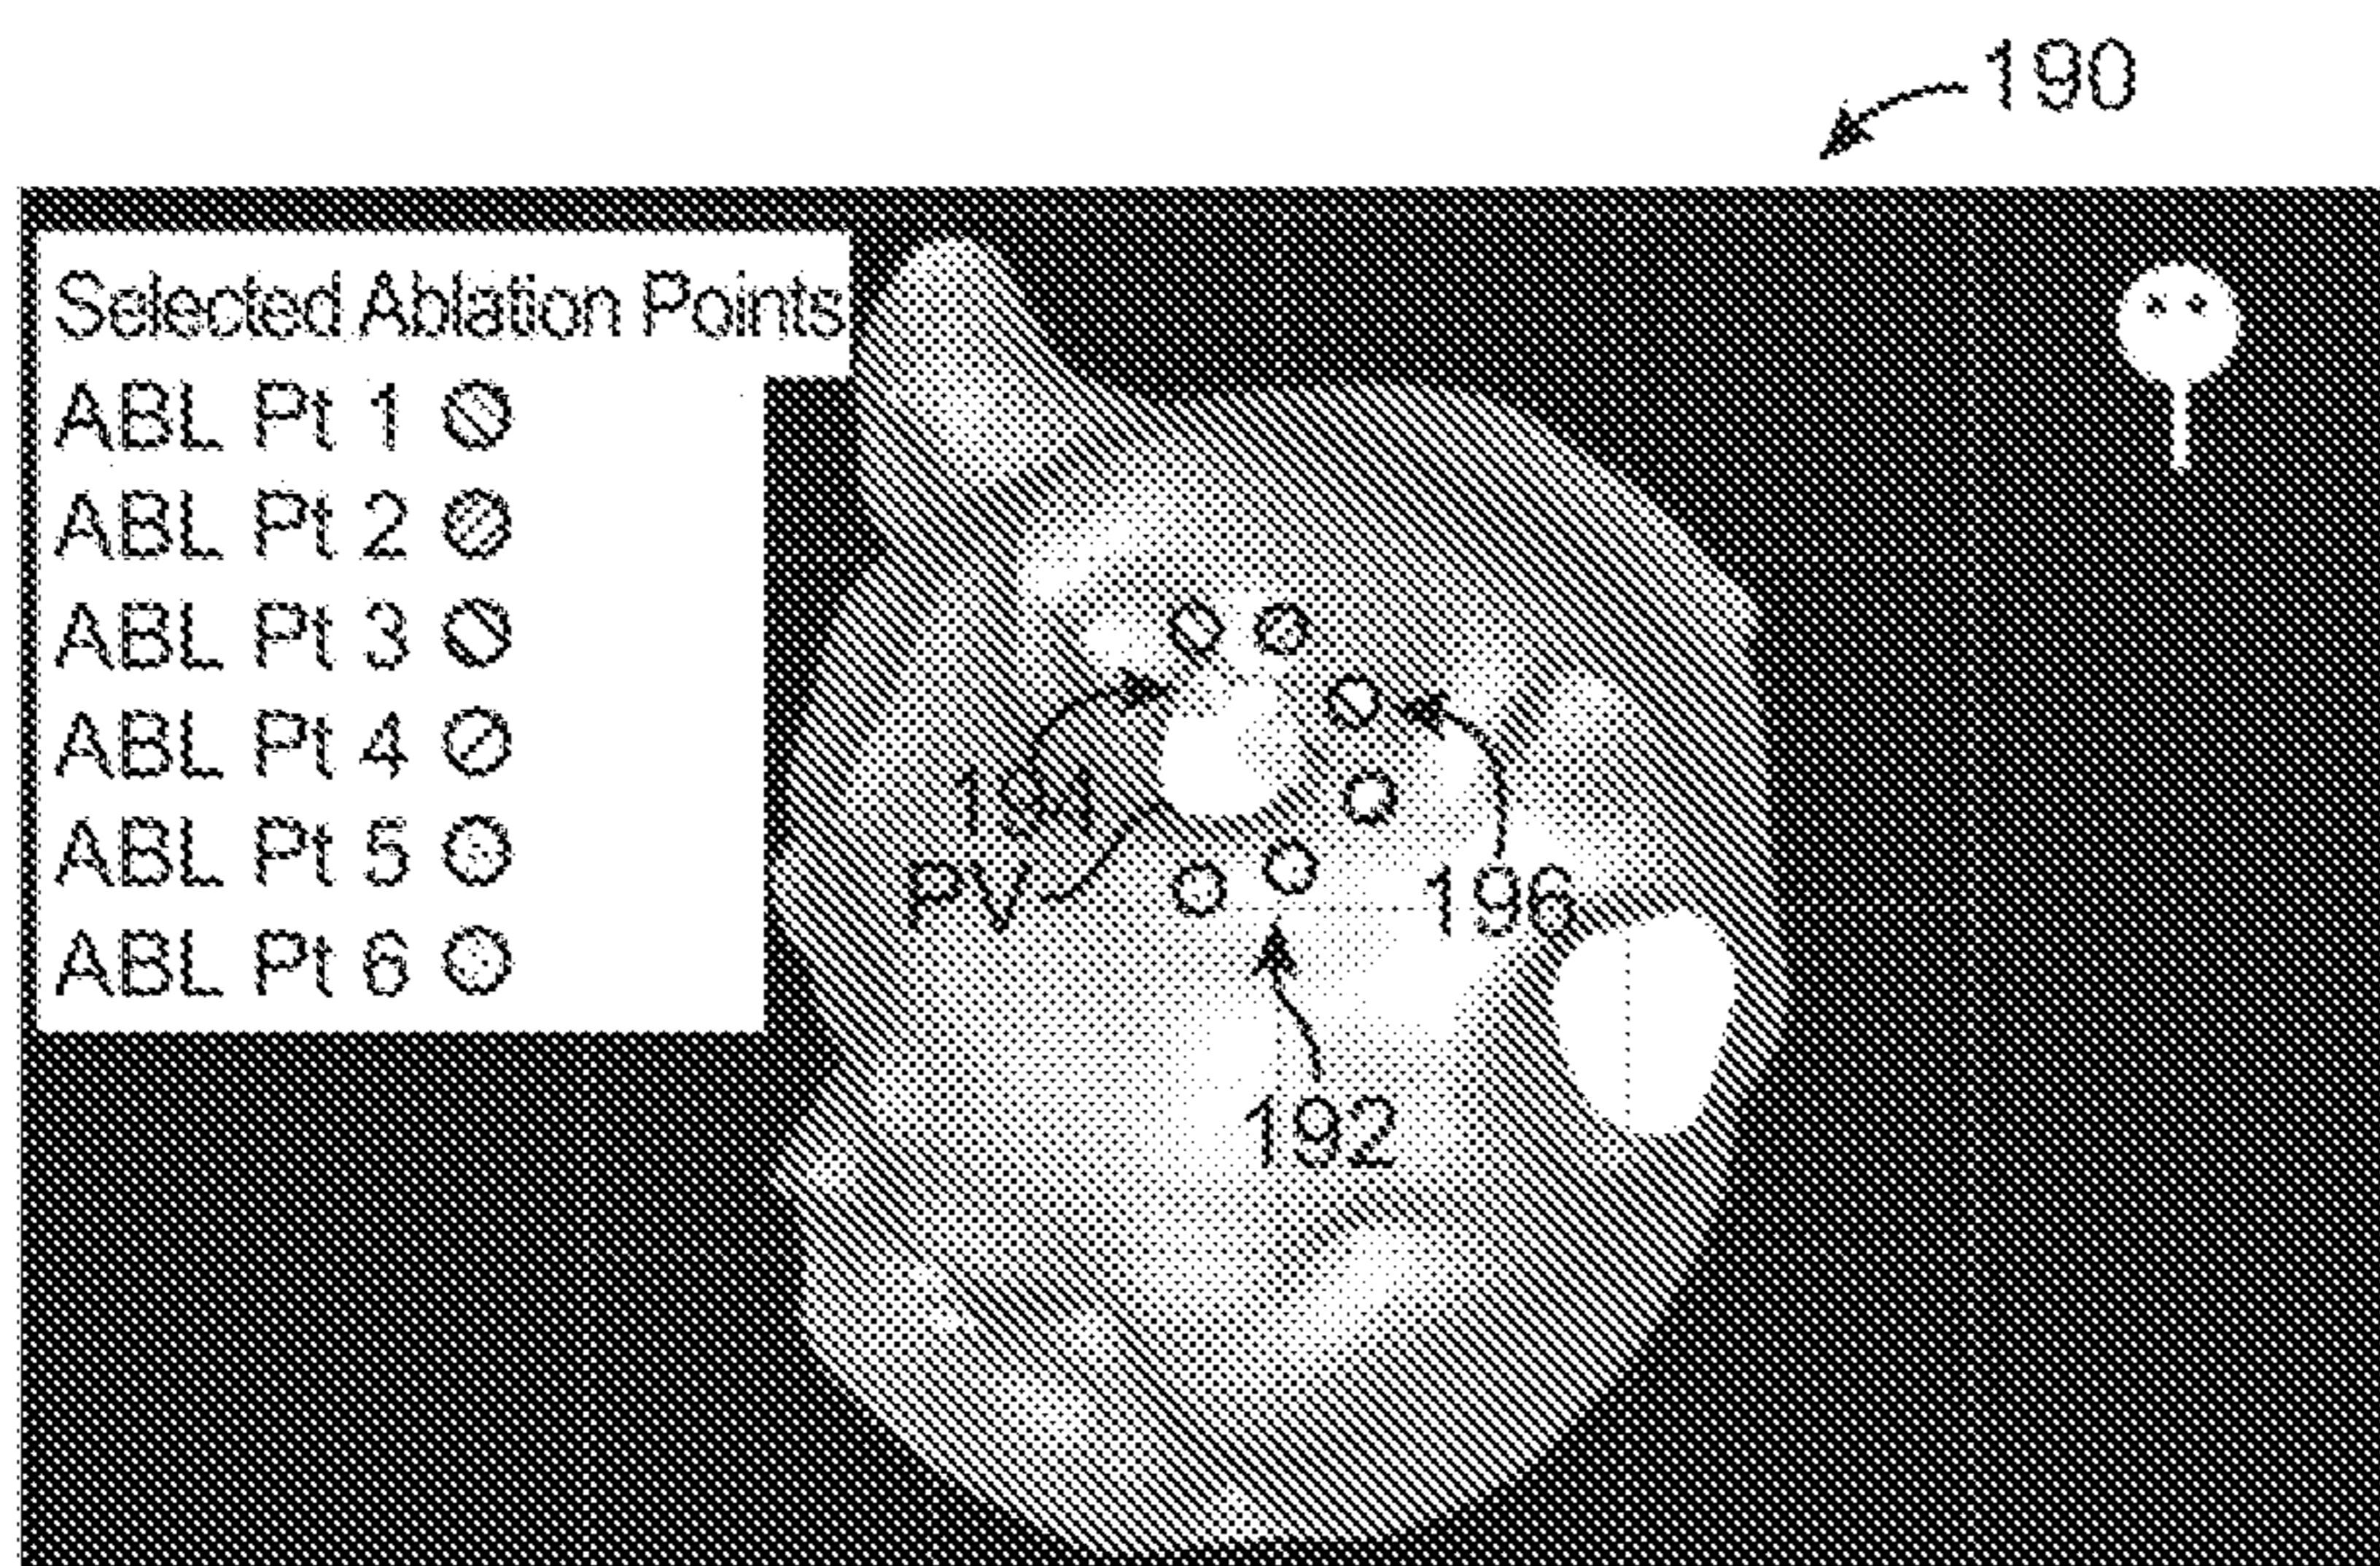 190
Selected Ablation Points
ABL Pt 1
ABL Pt 2
ABL Pt 3
ABL Pt 4
ABL Pt 5
ABL Pt 6
194
PV
196
192